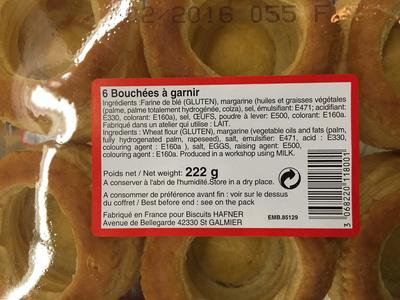 2 2016 055 F
6 Bouchées à garnir
Ingrédients :Farine de blé (GLUTEN), margarine (huiles et graisses végétales
(palme, palme totalement hydrogénée, colza), sel, émulsifiant: E471; acidifiant:
E330, colorant: E160a), sel, ŒUFS, poudre à lever: E500, colorant: E160a.
Fabriqué dans un atelier qui utilise : LAIT.
Ingredients : Wheat flour (GLUTEN), margarine (vegetable oils and fats (palm,
fully hydrogenated palm, rapeseed), salt, emulsifier: E471, acid : E330,
colouring agent : E160a ), salt, EGGS, raising agent: E500,
colouring agent : E160a. Produced in a workshop using MILK.
Poids net / Net weight: 222 g
A conserver à l'abri de l'humidité.Store in a dry place.
A consommer de préférence avant fin : voir sur le dessus
du coffret / Best before end : see on the pack
Fabriqué en France pour Biscuits HAFNER
Avenue de Bellegarde 42330 St GALMIER
EMB.85129
3 068220 118001